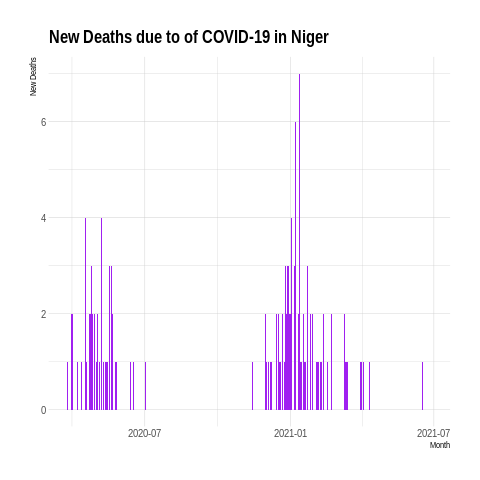 New Deaths due to of COVID-19 in Niger
New Deaths
6
4
2
0
2020-07
2021-01
2021-07
Month